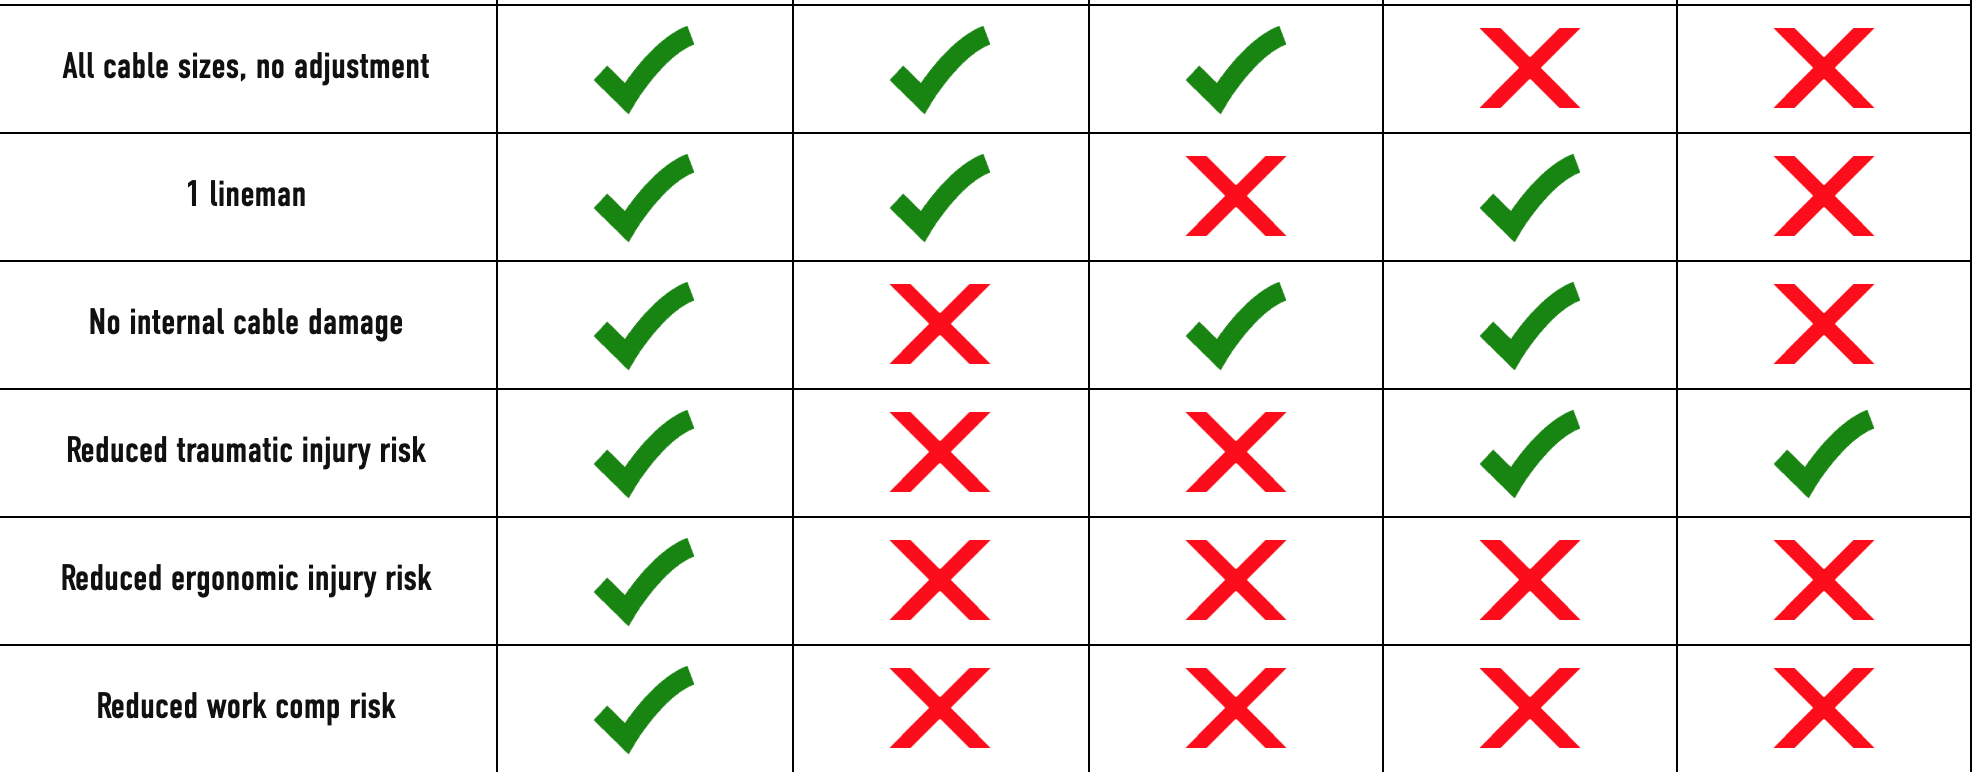 All cable sizes, no adjustment
1 lineman
No internal cable damage
Reduced traumatic injury risk
Reduced ergonomic injury risk
Reduced work comp risk